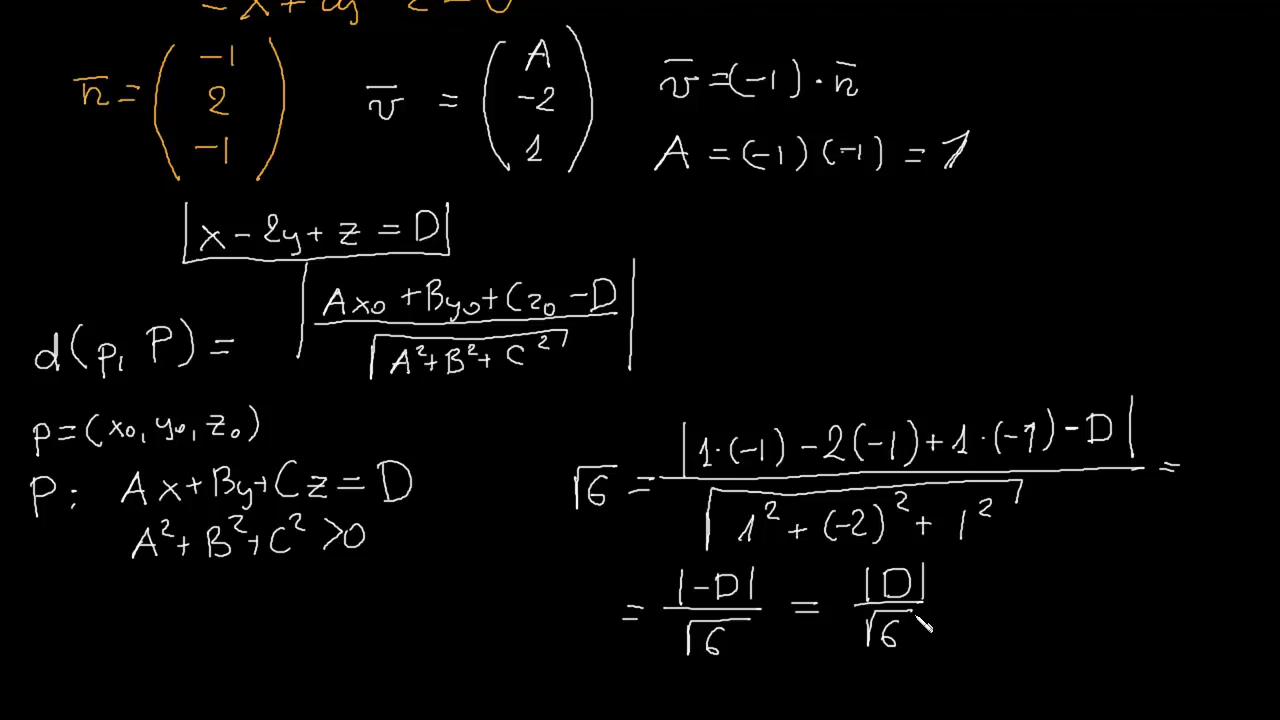 - x + 2y - z = 0
n̅ = ( -1 2 -1 ) v̅ = ( A -2 1 ) v̅ = (-1) · n̅
A = (-1) (-1) = 1
|x - 2y + z = D|
d(p, P) = | (Ax₀ + By₀ + Cz₀ - D) / √(A² + B² + C²) |
p = (x₀, y₀, z₀)
P: Ax + By + Cz = D
A² + B² + C² > 0
√6 = |1·(-1) - 2(-1) + 1·(-1) - D| / √(1² + (-2)² + 1²) =
= |-D| / √6 = |D| / √6